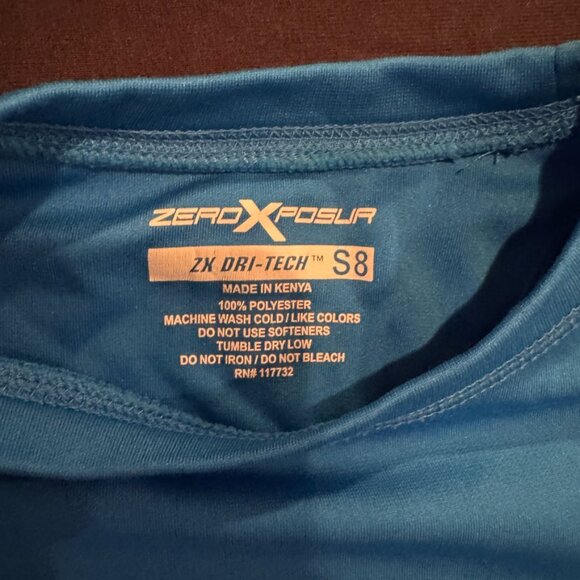 ZEROXPOSUR
ZX DRI-TECH™ S8
MADE IN KENYA
100% POLYESTER
MACHINE WASH COLD / LIKE COLORS
DO NOT USE SOFTENERS
TUMBLE DRY LOW
DO NOT IRON / DO NOT BLEACH
RN# 117732